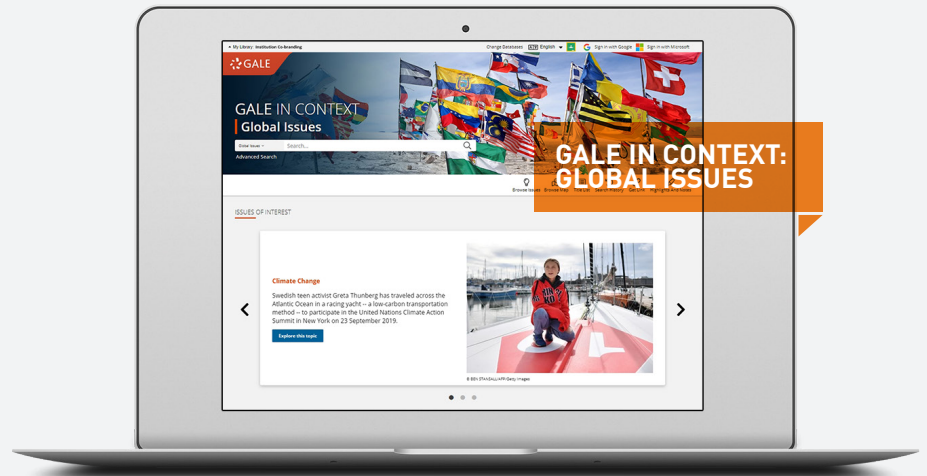 My Library: Institution Co-branding
Change Databases
English
Sign in with Google
Sign in with Microsoft
GALE
GALE IN CONTEXT
Global Issues
Global Issues
Search...
Advanced Search
GALE IN CONTEXT:
GLOBAL ISSUES
Browse Issues Browse Map Title List Search History Get Link Highlights And Notes
ISSUES OF INTEREST
Climate Change
Swedish teen activist Greta Thunberg has traveled across the
Atlantic Ocean in a racing yacht -- a low-carbon transportation
method -- to participate in the United Nations Climate Action
Summit in New York on 23 September 2019.
Explore this topic
© BEN STANSALL/AFP/Getty Images